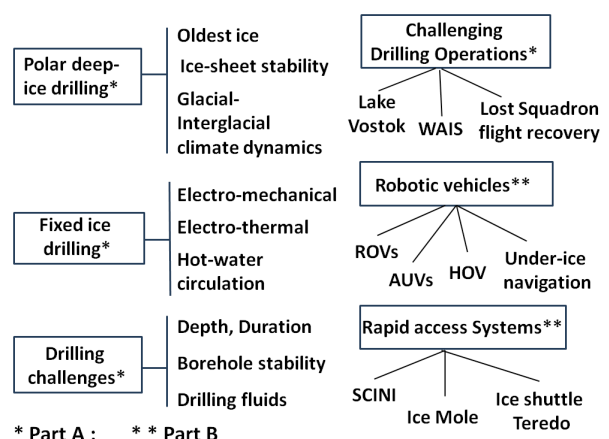 Polar deep-
ice drilling*
Oldest ice
Ice-sheet stability
Glacial-
Interglacial
climate dynamics
Challenging
Drilling Operations*
Lake
Vostok
WAIS
Lost Squadron
flight recovery
Fixed ice
drilling*
Electro-mechanical
Electro-thermal
Hot-water
circulation
Robotic vehicles**
ROVs
AUVs
HOV
Under-ice
navigation
Drilling
challenges*
Depth, Duration
Borehole stability
Drilling fluids
Rapid access Systems**
SCINI
Ice Mole
Ice shuttle
Teredo
* Part A ; * * Part B